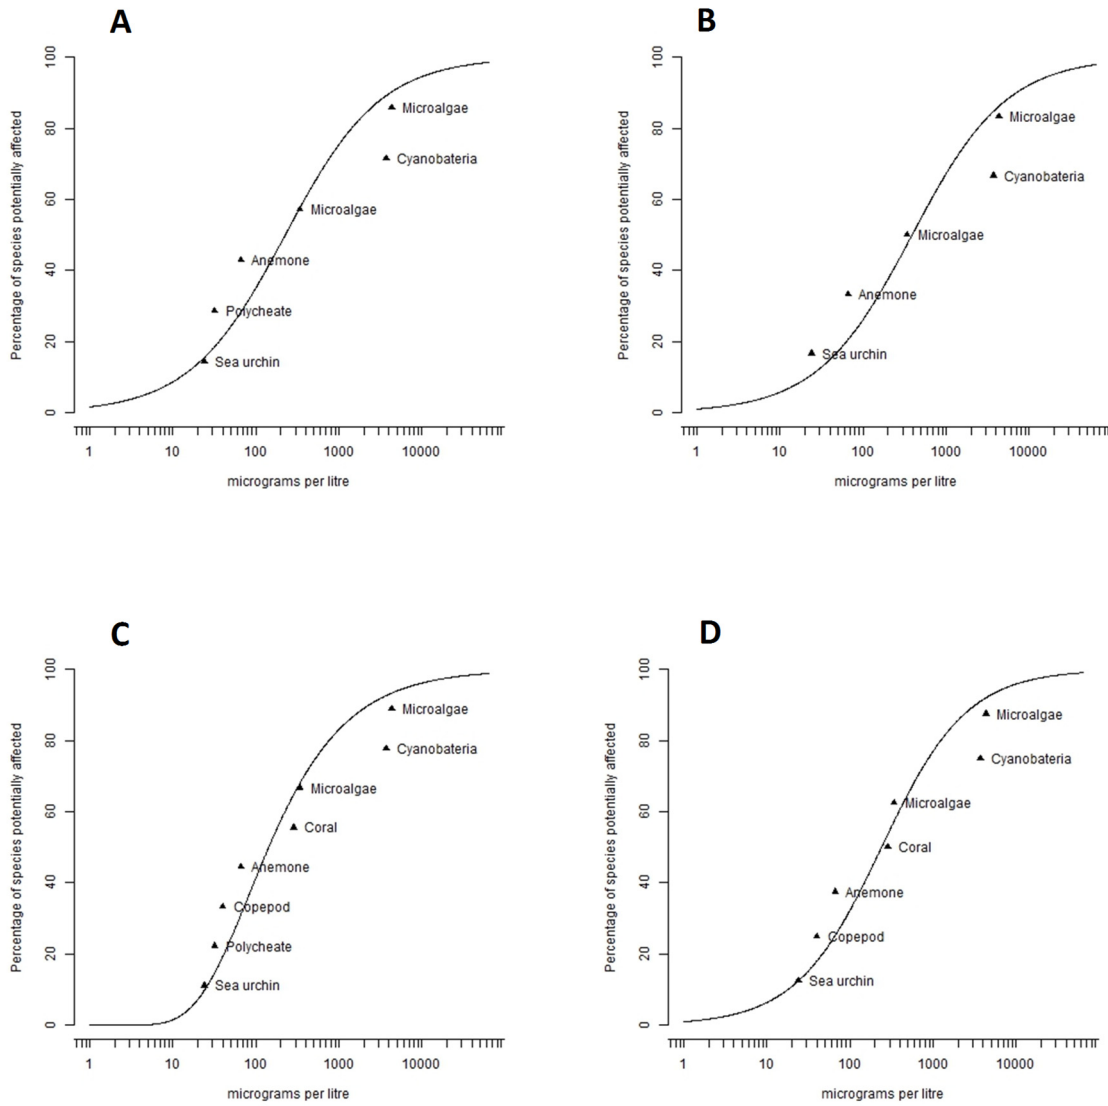 A
Percentage of species potentially affected
100
80
60
40
20
0
Microalgae
Cyanobateria
Microalgae
Anemone
Polycheate
Sea urchin
1 10 100 1000 10000
micrograms per litre
B
Percentage of species potentially affected
100
80
60
40
20
0
Microalgae
Cyanobateria
Microalgae
Anemone
Sea urchin
1 10 100 1000 10000
micrograms per litre
C
Percentage of species potentially affected
100
80
60
40
20
0
Microalgae
Cyanobateria
Microalgae
Coral
Anemone
Copepod
Polycheate
Sea urchin
1 10 100 1000 10000
micrograms per litre
D
Percentage of species potentially affected
100
80
60
40
20
0
Microalgae
Cyanobateria
Microalgae
Coral
Anemone
Copepod
Sea urchin
1 10 100 1000 10000
micrograms per litre